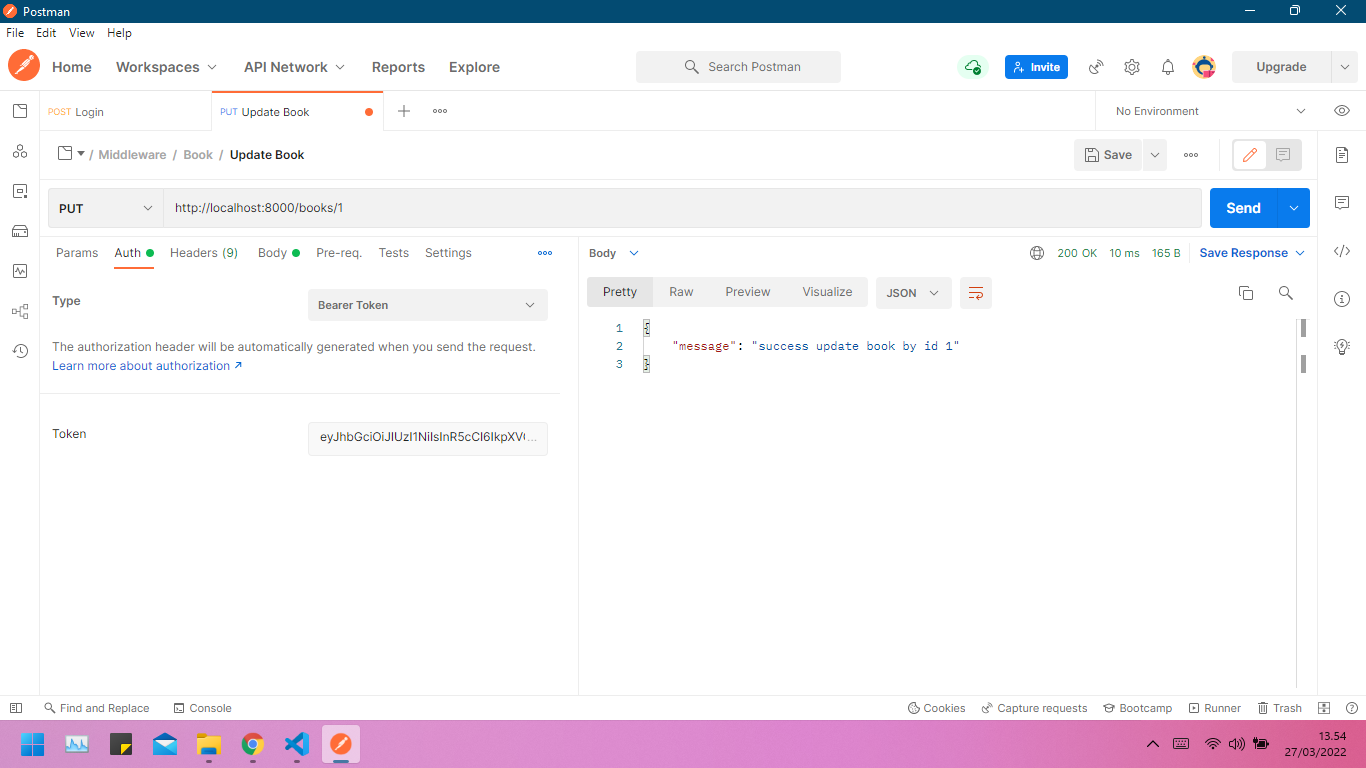 Postman
File Edit View Help
Home Workspaces API Network Reports Explore Search Postman Invite Upgrade
POST Login PUT Update Book No Environment
/ Middleware / Book / Update Book Save
PUT http://localhost:8000/books/1 Send
Params Auth Headers (9) Body Pre-req. Tests Settings
Body 200 OK 10 ms 165 B Save Response
Pretty Raw Preview Visualize JSON
Type Bearer Token
The authorization header will be automatically generated when you send the request.
Learn more about authorization ↗
Token eyJhbGciOiJIUzI1NiIsInR5cCI6IkpXVC...
1 {
2 "message": "success update book by id 1"
3 }
Find and Replace Console Cookies Capture requests Bootcamp Runner Trash
13.54
27/03/2022